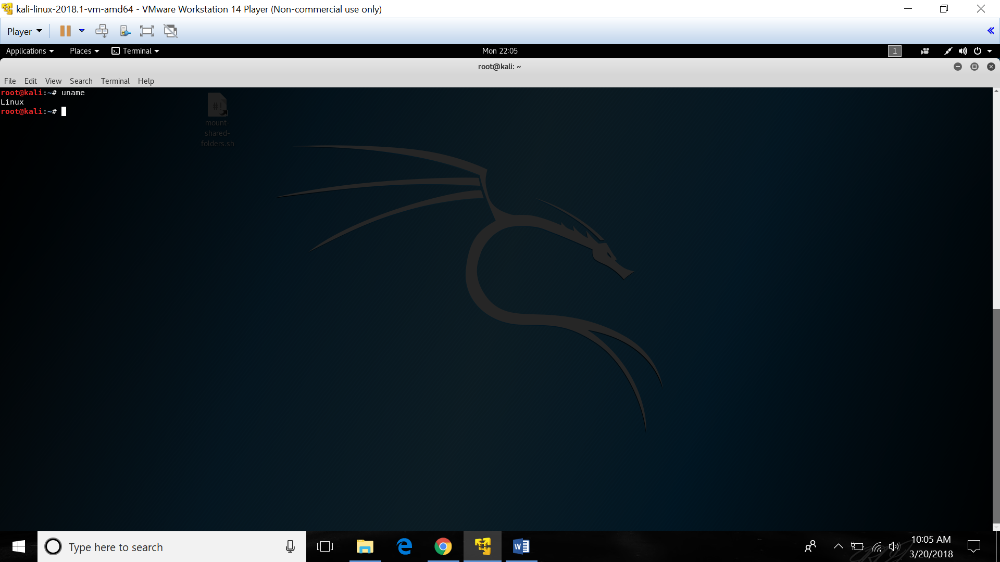 kali-linux-2018.1-vm-amd64 - VMware Workstation 14 Player (Non-commercial use only)
Player
Applications Places Terminal Mon 22:05 1
root@kali: ~
File Edit View Search Terminal Help
root@kali:~# uname
Linux
root@kali:~#
#!
mount-
shared-
folders.sh
Type here to search
10:05 AM
3/20/2018